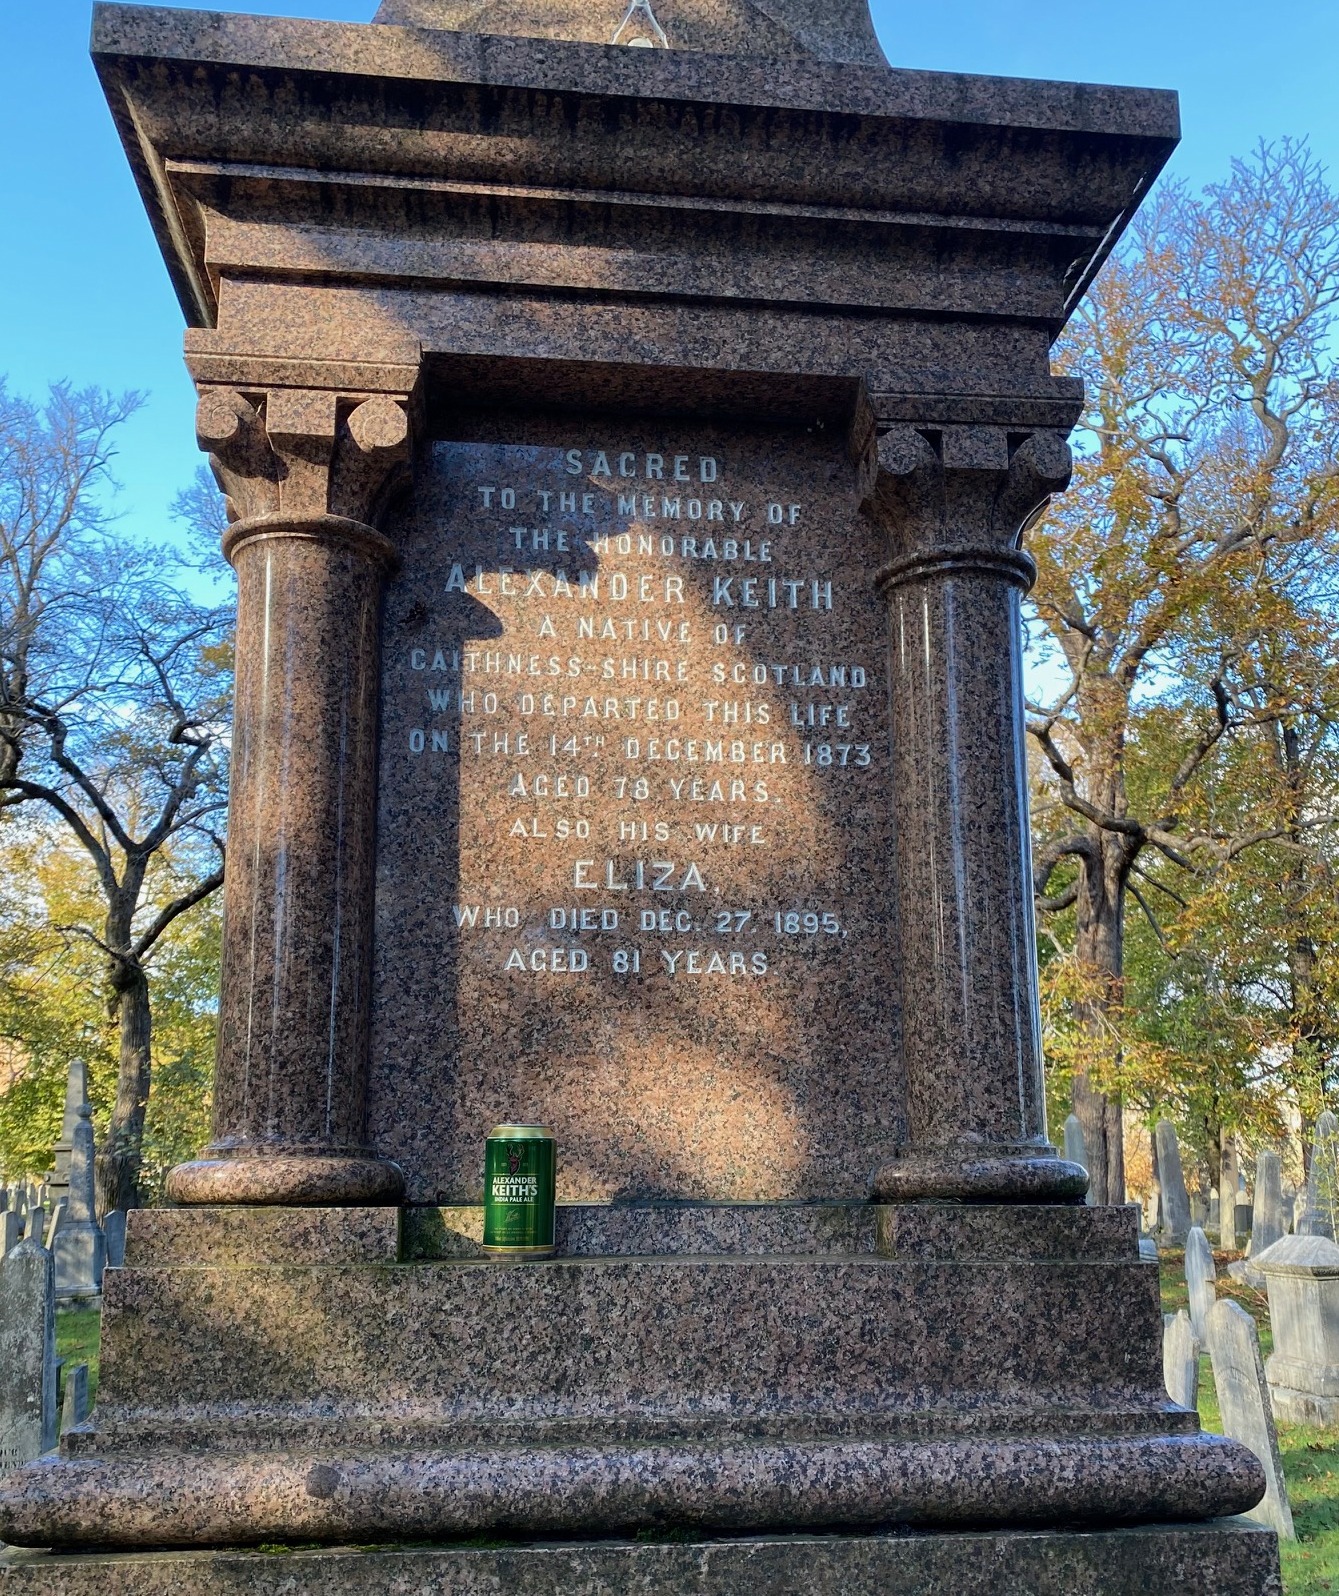 SACRED
TO THE MEMORY OF
THE HONORABLE
ALEXANDER KEITH
A NATIVE OF
CAITHNESS-SHIRE SCOTLAND
WHO DEPARTED THIS LIFE
ON THE 14TH DECEMBER 1873
AGED 78 YEARS.
ALSO HIS WIFE
ELIZA,
WHO DIED DEC. 27, 1895,
AGED 81 YEARS.
ALEXANDER
KEITH'S
INDIA PALE ALE